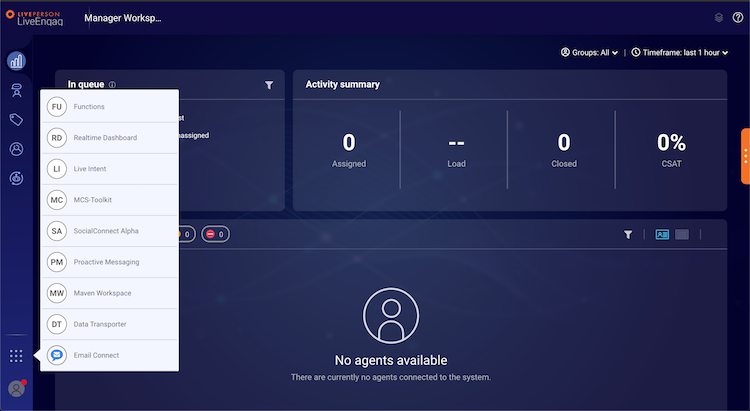 LIVEPERSON
LiveEngag
Manager Worksp...
Groups: All
Timeframe: last 1 hour
In queue
st
nassigned
Activity summary
0
Assigned
--
Load
0
Closed
0%
CSAT
FU Functions
RD Realtime Dashboard
LI Live Intent
MC MCS-Toolkit
SA SocialConnect Alpha
PM Proactive Messaging
MW Maven Workspace
DT Data Transporter
Email Connect
0
0
No agents available
There are currently no agents connected to the system.